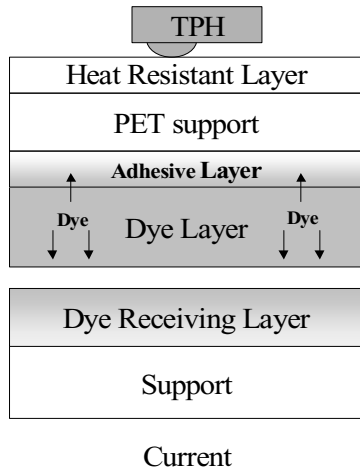 TPH
Heat Resistant Layer
PET support
Adhesive Layer
Dye Dye
Dye Layer
Dye Receiving Layer
Support
Current